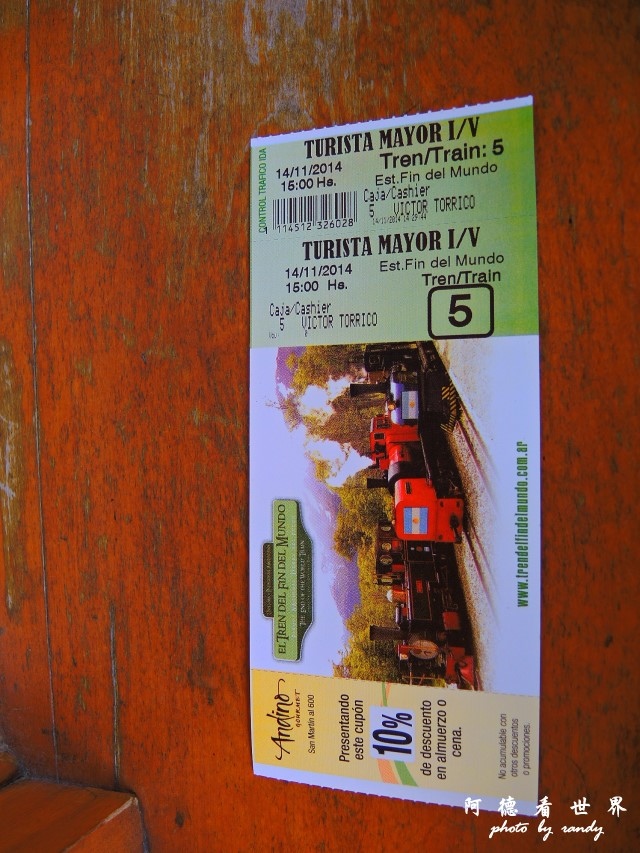 CONTROL TRAFICO IDA
TURISTA MAYOR I/V
14/11/2014
15:00 Hs.
Tren/Train: 5
Est.Fin del Mundo
Caja/Cashier
5 VICTOR TORRICO
114512 326028
TURISTA MAYOR I/V
14/11/2014
15:00 Hs.
Est.Fin del Mundo
Tren/Train
5
Caja/Cashier
5 VICTOR TORRICO
EL TREN DEL FIN DEL MUNDO
THE END OF THE WORLD TRAIN
www.trendelfindelmundo.com.ar
Andino
GOURMET
San Martín al 600
Presentando
este cupón
10%
de descuento
en almuerzo o
cena.
No acumulable con
otros descuentos
o promociones.
阿德看世界
photo by randy